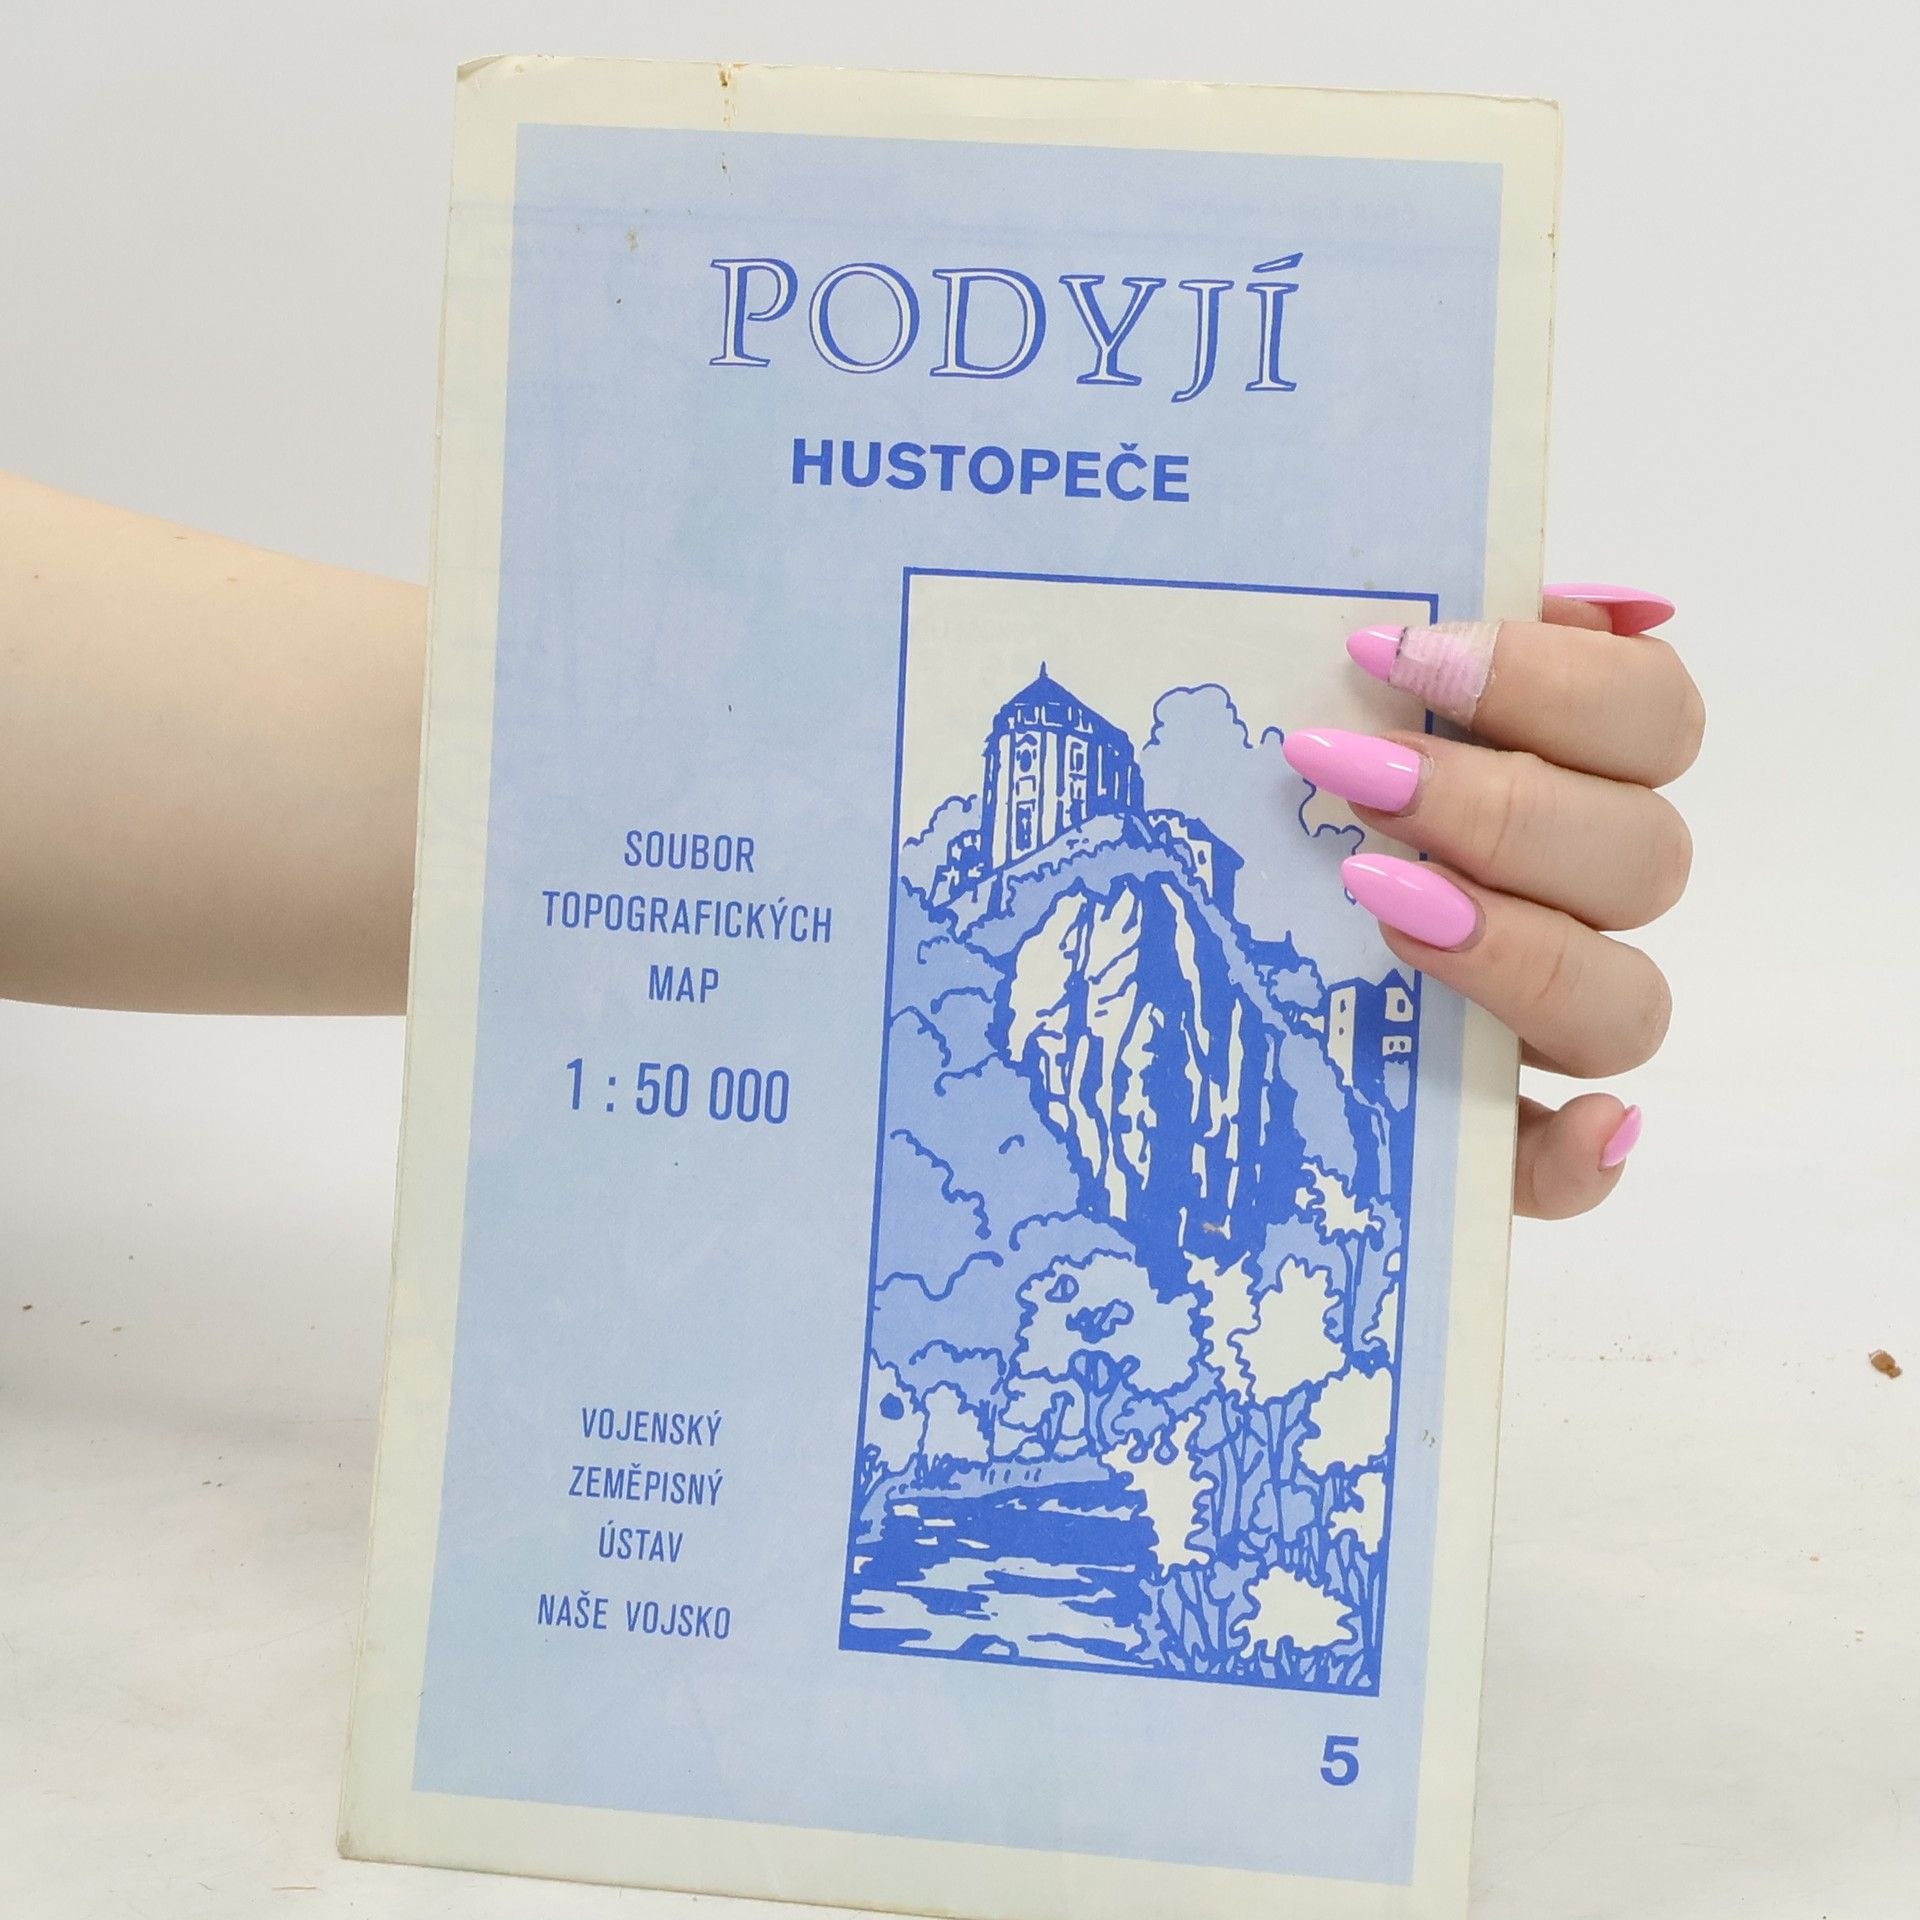 PODYJÍ
HUSTOPEČE
SOUBOR
TOPOGRAFICKÝCH
MAP
1 : 50 000
VOJENSKÝ
ZEMĚPISNÝ
ÚSTAV
NAŠE VOJSKO
5